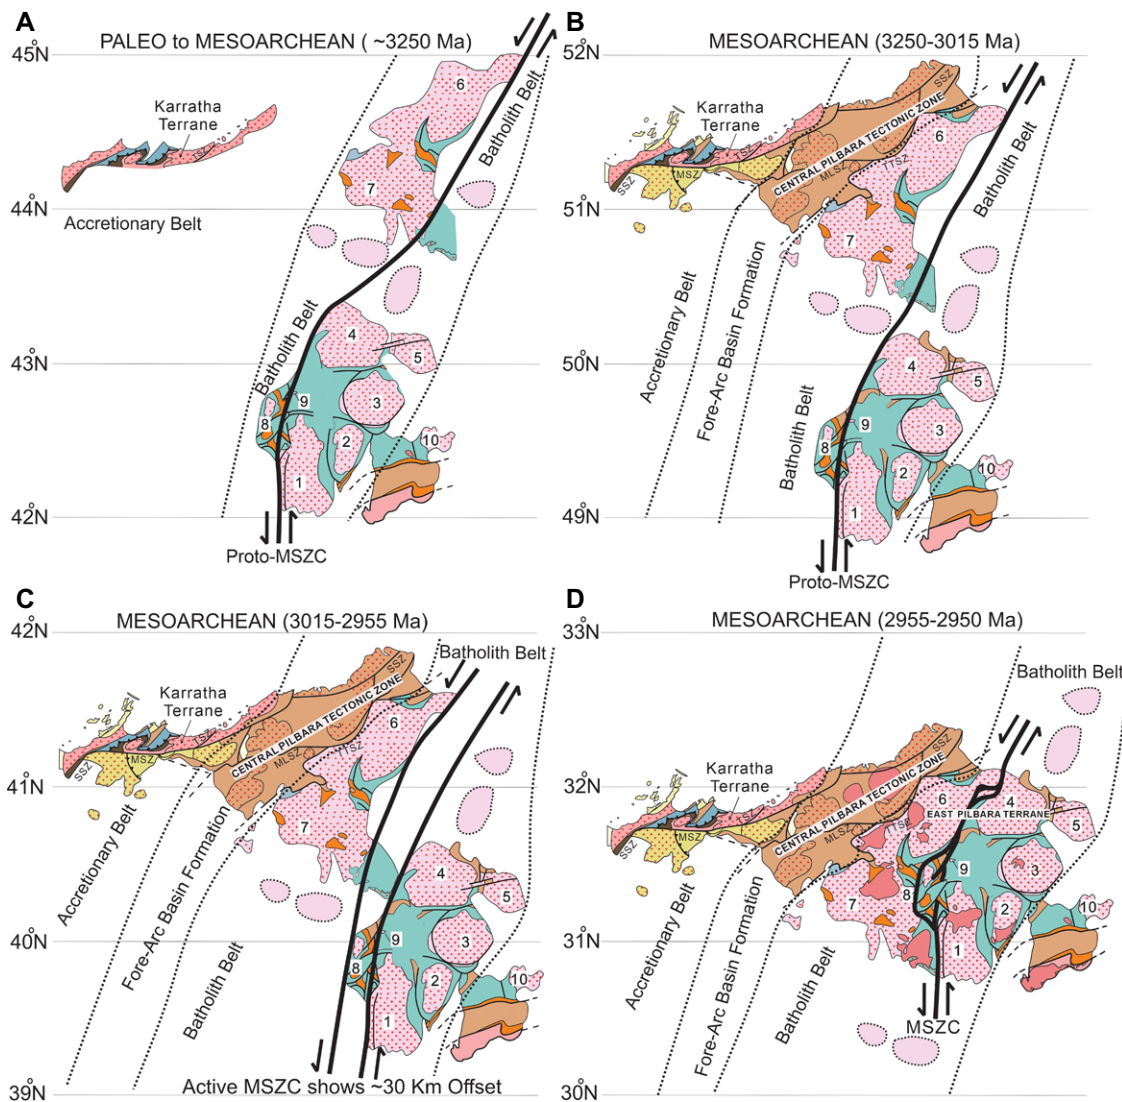 A
PALEO to MESOARCHEAN ( ~3250 Ma)
45°N
Karratha
Terrane
TSZ
6
Batholith Belt
7
44°N
Accretionary Belt
Batholith Belt
4
5
43°N
9
3
8
2
10
1
42°N
Proto-MSZC
B
MESOARCHEAN (3250-3015 Ma)
52°N
SSZ
Karratha
Terrane
TSZ
CENTRAL PILBARA TECTONIC ZONE
6
Batholith Belt
MSZ
SSZ
MLSZ
TTSZ
51°N
7
Accretionary Belt
Fore-Arc Basin Formation
50°N
4
5
Batholith Belt
9
3
8
2
10
1
49°N
Proto-MSZC
C
MESOARCHEAN (3015-2955 Ma)
42°N
Batholith Belt
SSZ
Karratha
Terrane
TSZ
CENTRAL PILBARA TECTONIC ZONE
6
MSZ
SSZ
MLSZ
TTSZ
41°N
7
Accretionary Belt
Fore-Arc Basin Formation
Batholith Belt
4
5
40°N
9
3
8
2
10
1
Active MSZC shows ~30 Km Offset
39°N
D
MESOARCHEAN (2955-2950 Ma)
33°N
Batholith Belt
SSZ
Karratha
Terrane
TSZ
CENTRAL PILBARA TECTONIC ZONE
32°N
6
4
EAST PILBARA TERRANE
5
MSZ
SSZ
MLSZ
9
3
7
8
2
10
Accretionary Belt
Fore-Arc Basin Formation
Batholith Belt
31°N
1
MSZC
30°N